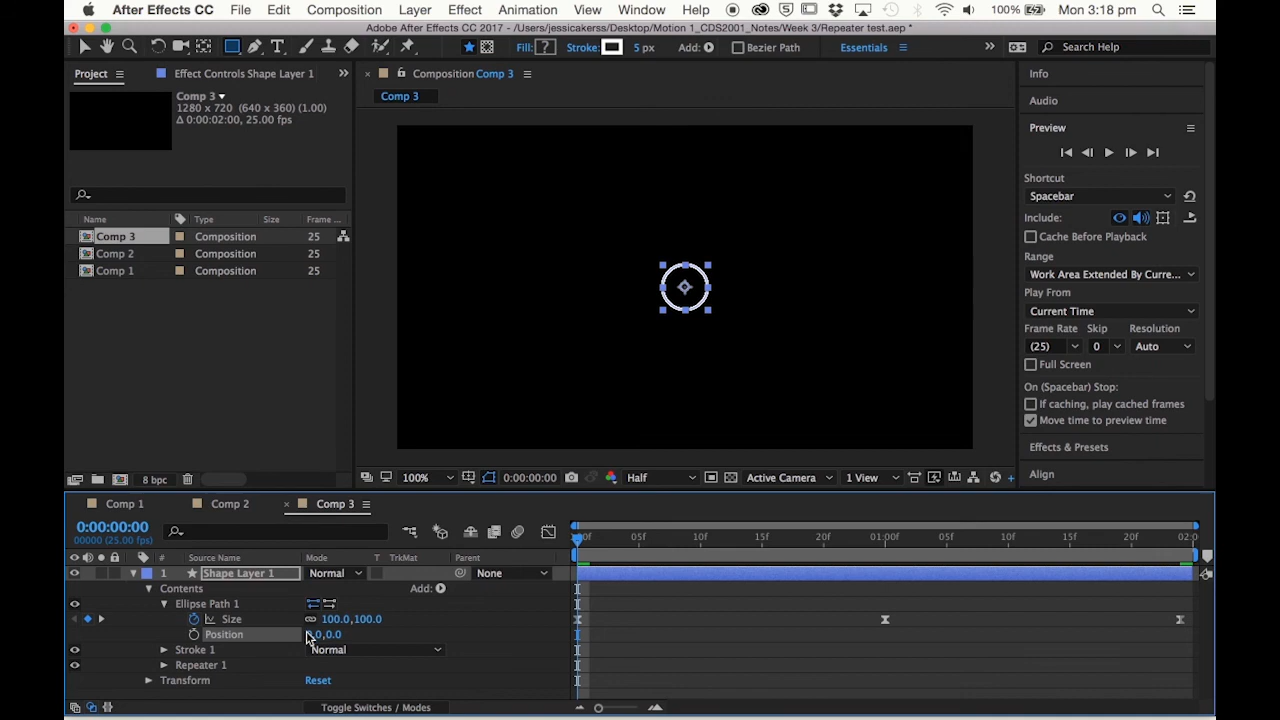 After Effects CC File Edit Composition Layer Effect Animation View Window Help 100% Mon 3:18 pm
Adobe After Effects CC 2017 - /Users/jessicakerss/Desktop/Motion 1_CDS2001_Notes/Week 3/Repeater test.aep *
Fill: ? Stroke: 5 px Add: Bezier Path Essentials Search Help
Project Effect Controls Shape Layer 1 Composition Comp 3 Info
Comp 3
1280 x 720 (640 x 360) (1.00)
Δ 0:00:02:00, 25.00 fps
Comp 3
Audio
Preview
Shortcut
Spacebar
Include:
Cache Before Playback
Range
Work Area Extended By Curre...
Play From
Current Time
Frame Rate Skip Resolution
(25) 0 Auto
Full Screen
On (Spacebar) Stop:
If caching, play cached frames
Move time to preview time
Effects & Presets
Align
Name Type Size Frame ...
Comp 3 Composition 25
Comp 2 Composition 25
Comp 1 Composition 25
8 bpc 100% 0:00:00:00 Half Active Camera 1 View
Comp 1 Comp 2 Comp 3
0:00:00:00
00000 (25.00 fps)
05f 10f 15f 20f 01:00f 05f 10f 15f 20f 02:0
# Source Name Mode T TrkMat Parent
1 Shape Layer 1 Normal None
Contents Add:
Ellipse Path 1
Size 100.0,100.0
Position 0.0,0.0
Stroke 1 Normal
Repeater 1
Transform Reset
Toggle Switches / Modes